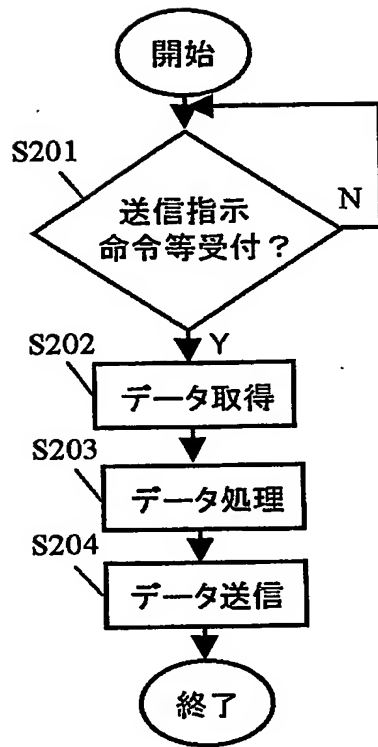 開始
S201
送信指示
命令等受付？
N
Y
S202
データ取得
S203
データ処理
S204
データ送信
終了